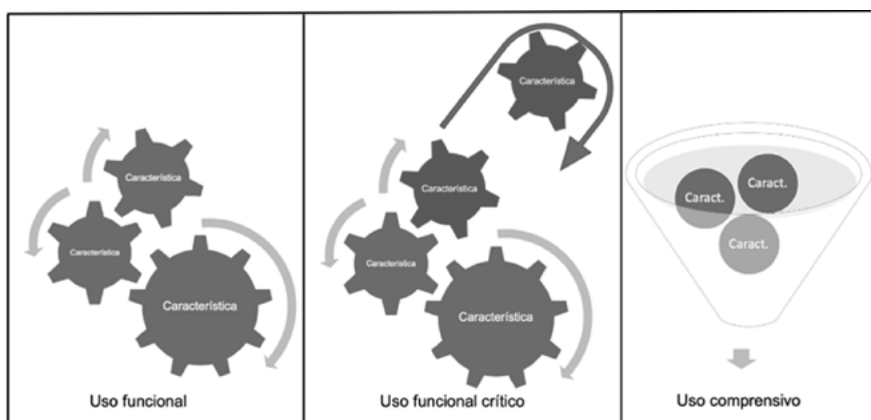 Característica
Característica
Característica
Uso funcional
Característica
Característica
Característica
Característica
Uso funcional crítico
Caract.
Caract.
Caract.
Uso comprensivo